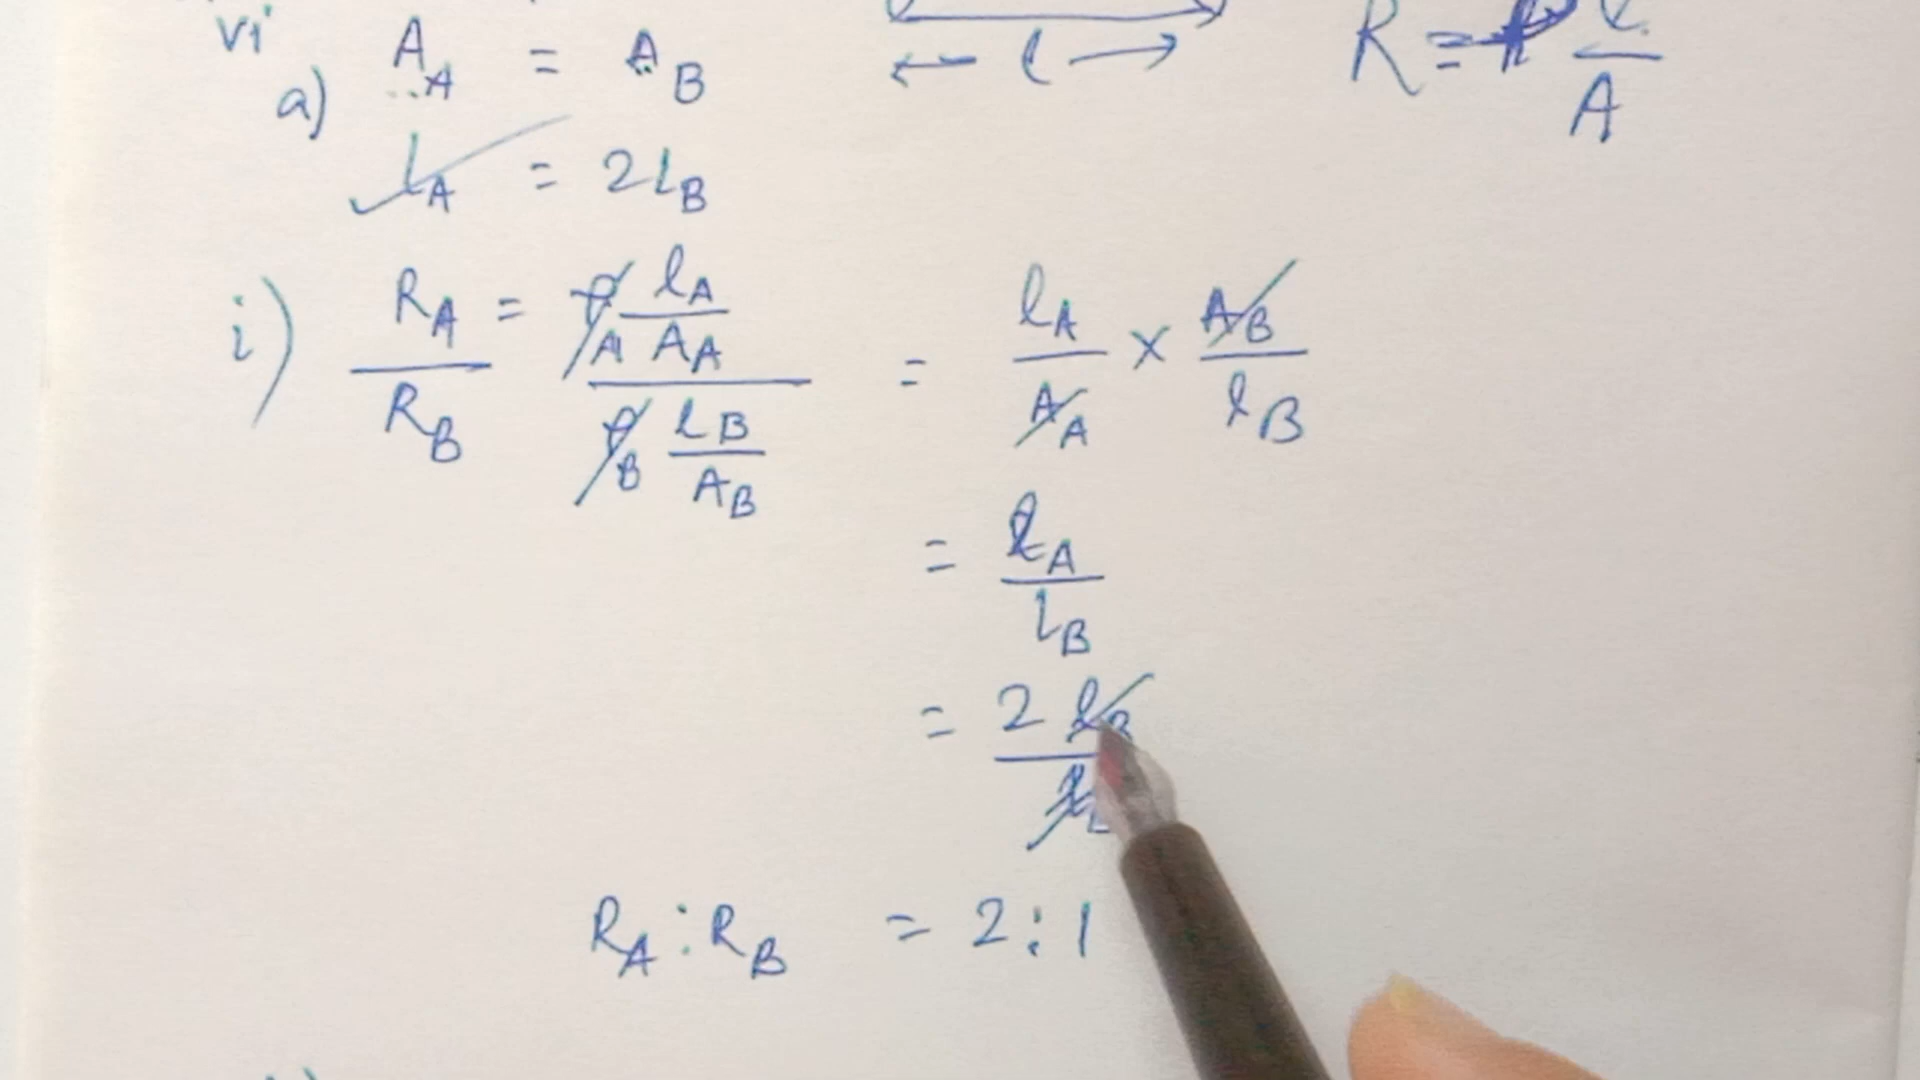 vi
a) A_A = A_B
← l →
R = ρ l/A
l_A = 2l_B
i) R_A/R_B = (ρ_A l_A/A_A)/(ρ_B l_B/A_B) = l_A/A_A × A_B/l_B
= l_A/l_B
= 2 l_B/l
R_A : R_B = 2 : 1